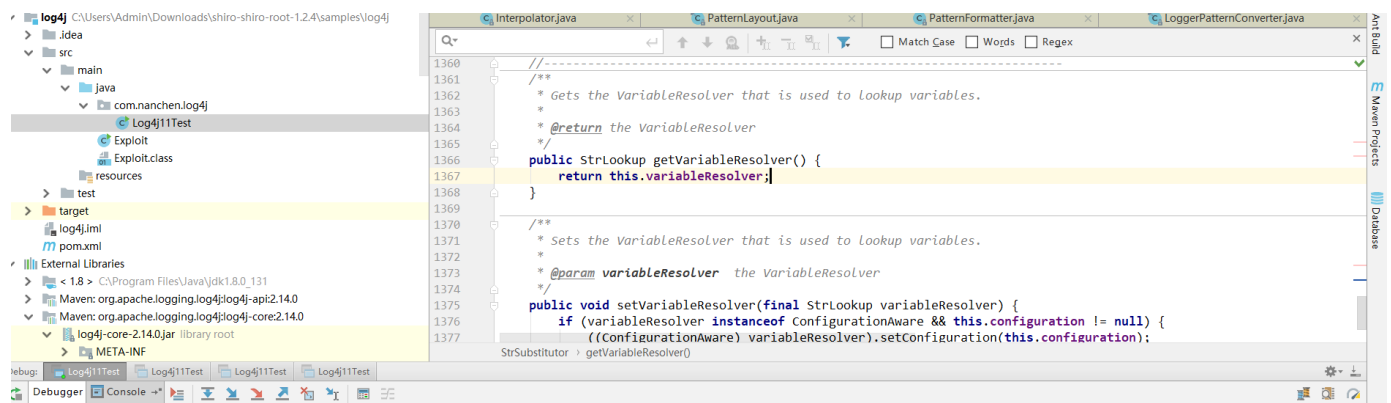 log4j C:\Users\Admin\Downloads\shiro-shiro-root-1.2.4\samples\log4j
.idea
src
main
java
com.nanchen.log4j
Log4j11Test
Exploit
Exploit.class
resources
test
target
log4j.iml
pom.xml
External Libraries
< 1.8 > C:\Program Files\Java\jdk1.8.0_131
Maven: org.apache.logging.log4j:log4j-api:2.14.0
Maven: org.apache.logging.log4j:log4j-core:2.14.0
log4j-core-2.14.0.jar library root
META-INF
Interpolator.java PatternLayout.java PatternFormatter.java LoggerPatternConverter.java
Match Case Words Regex
1360 //------------------------------------------------------------------------
1361 /**
1362 * Gets the VariableResolver that is used to lookup variables.
1363 *
1364 * @return the VariableResolver
1365 */
1366 public StrLookup getVariableResolver() {
1367 return this.variableResolver;
1368 }
1369
1370 /**
1371 * Sets the VariableResolver that is used to lookup variables.
1372 *
1373 * @param variableResolver the VariableResolver
1374 */
1375 public void setVariableResolver(final StrLookup variableResolver) {
1376 if (variableResolver instanceof ConfigurationAware && this.configuration != null) {
1377 ((ConfigurationAware) variableResolver).setConfiguration(this.configuration);
StrSubstitutor › getVariableResolver()
Ant Build
Maven Projects
Database
ebug: Log4j11Test Log4j11Test Log4j11Test Log4j11Test
Debugger Console